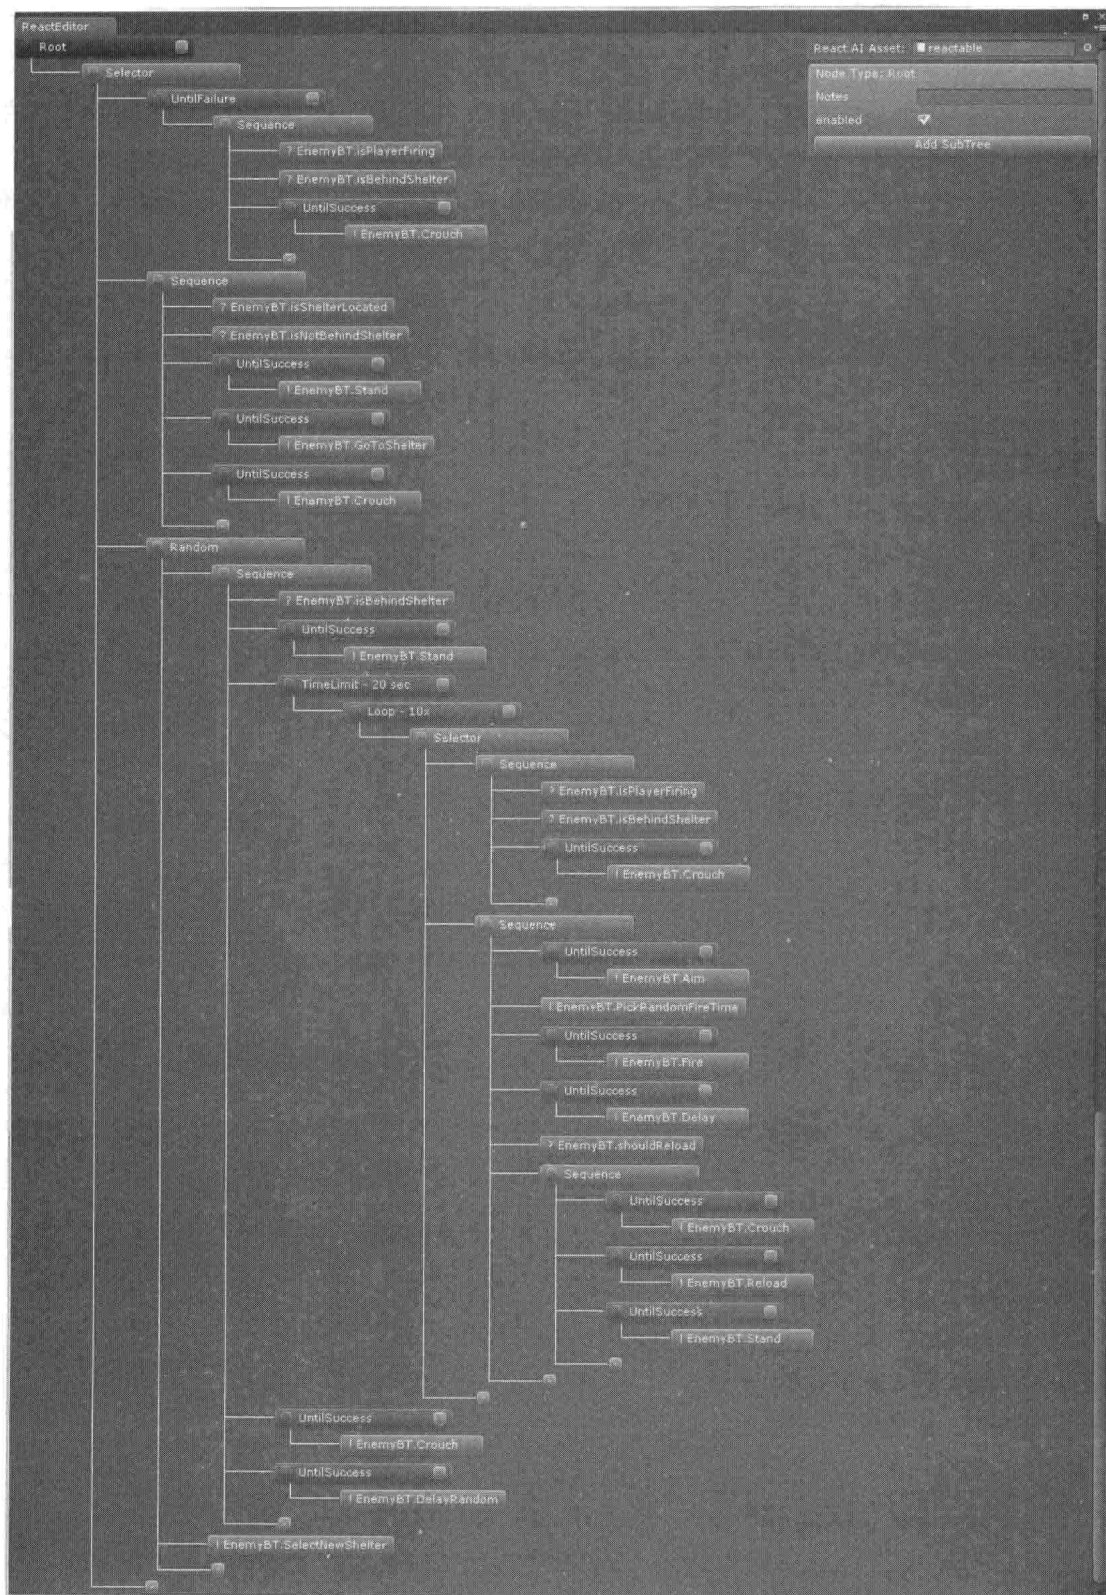 ReactEditor
Root
React AI Asset: reactable
Selector
Node Type: Root
UntilFailure
Notes
Sequence
enabled
Add SubTree
? EnemyBT.isPlayerFiring
? EnemyBT.isBehindShelter
UntilSuccess
! EnemyBT.Crouch
Sequence
? EnemyBT.isShelterLocated
? EnemyBT.isNotBehindShelter
UntilSuccess
! EnemyBT.Stand
UntilSuccess
! EnemyBT.GoToShelter
UntilSuccess
! EnemyBT.Crouch
Random
Sequence
? EnemyBT.isBehindShelter
UntilSuccess
! EnemyBT.Stand
TimeLimit - 20 sec
Loop - 10x
Selector
Sequence
? EnemyBT.isPlayerFiring
? EnemyBT.isBehindShelter
UntilSuccess
! EnemyBT.Crouch
Sequence
UntilSuccess
! EnemyBT.Aim
! EnemyBT.PickRandomFireTime
UntilSuccess
! EnemyBT.Fire
UntilSuccess
! EnemyBT.Delay
? EnemyBT.shouldReload
Sequence
UntilSuccess
! EnemyBT.Crouch
UntilSuccess
! EnemyBT.Reload
UntilSuccess
! EnemyBT.Stand
UntilSuccess
! EnemyBT.Crouch
UntilSuccess
! EnemyBT.DelayRandom
! EnemyBT.SelectNewShelter